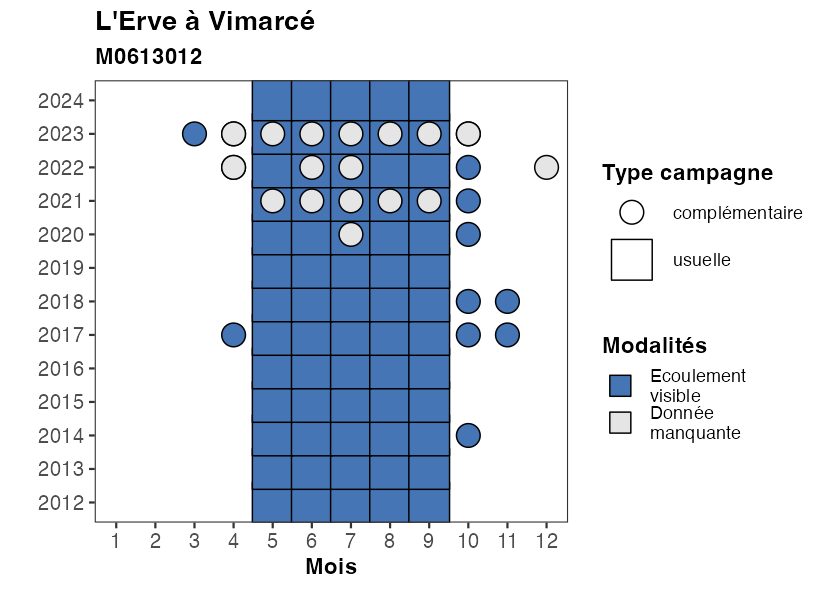 L'Erve à Vimarcé
M0613012
2024
2023
2022
2021
2020
2019
2018
2017
2016
2015
2014
2013
2012
1 2 3 4 5 6 7 8 9 10 11 12
Mois
Type campagne
complémentaire
usuelle
Modalités
Ecoulement
visible
Donnée
manquante